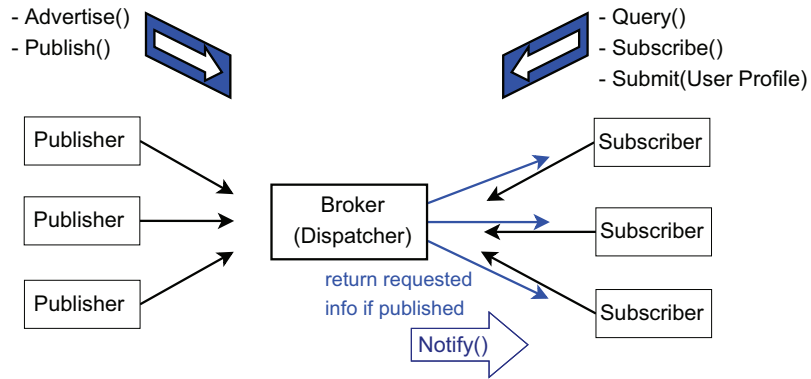 - Advertise()
- Publish()
- Query()
- Subscribe()
- Submit(User Profile)
Publisher
Publisher
Publisher
Broker
(Dispatcher)
return requested
info if published
Notify()
Subscriber
Subscriber
Subscriber